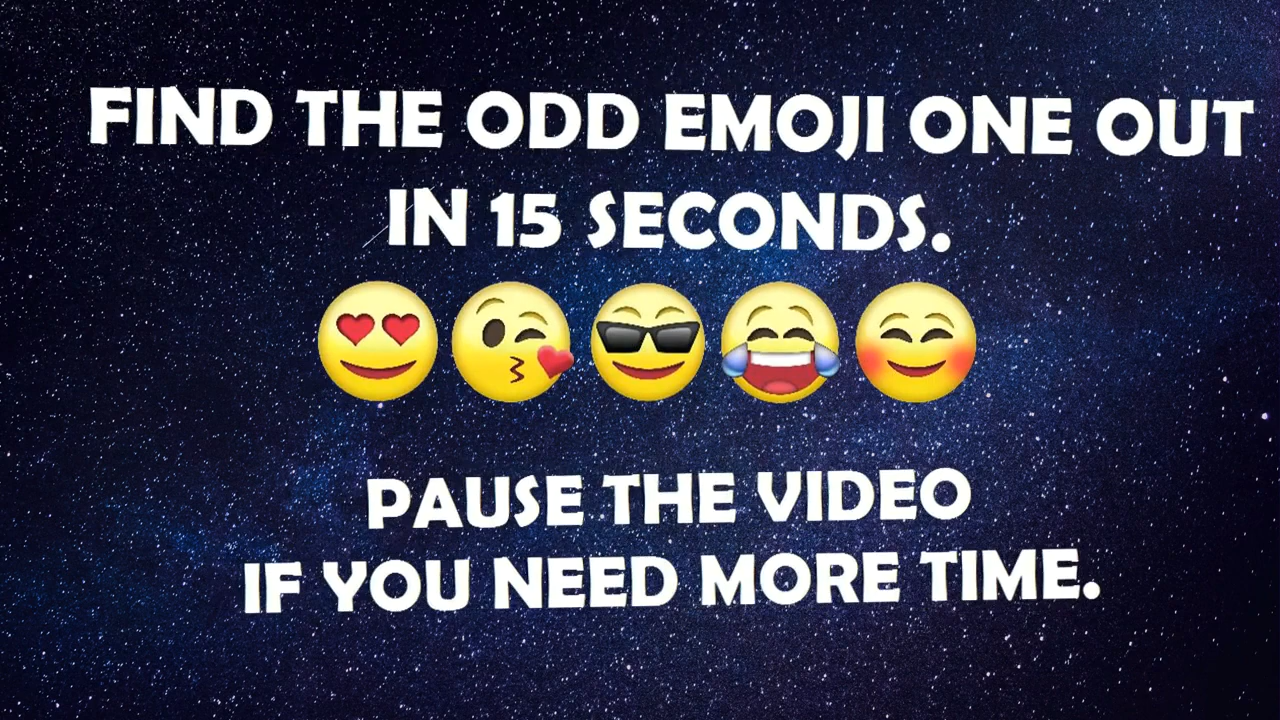 FIND THE ODD EMOJI ONE OUT
IN 15 SECONDS.
PAUSE THE VIDEO
IF YOU NEED MORE TIME.